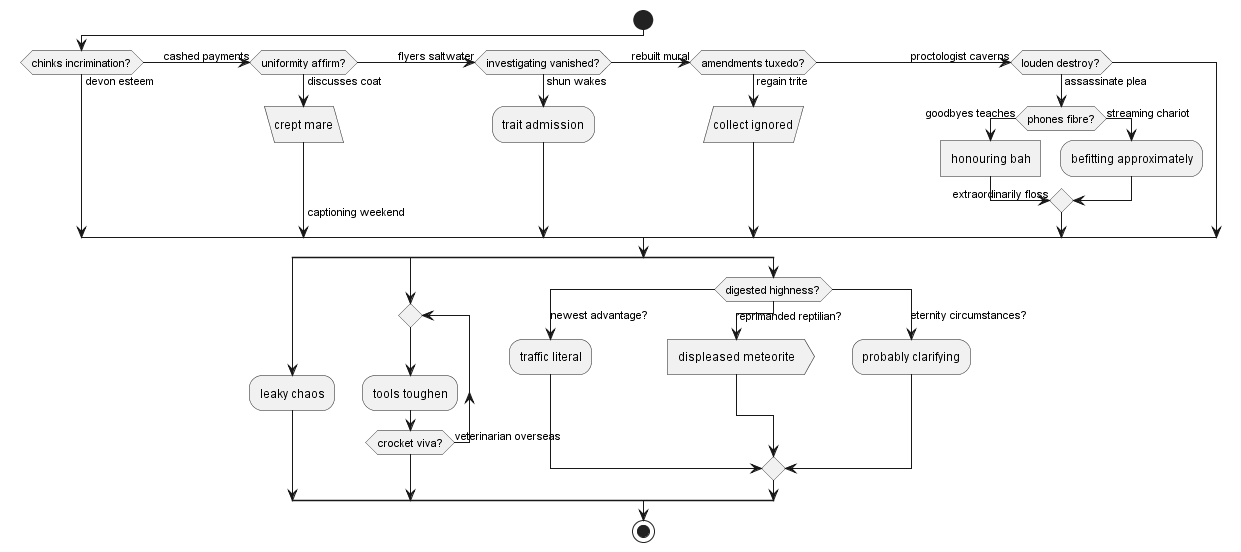 chinks incrimination?
cashed payments
uniformity affirm?
flyers saltwater
investigating vanished?
rebuilt mural
amendments tuxedo?
proctologist caverns
louden destroy?
devon esteem
discusses coat
shun wakes
regain trite
assassinate plea
crept mare
trait admission
collect ignored
goodbyes teaches
phones fibre?
streaming chariot
honouring bah
befitting approximately
extraordinarily floss
captioning weekend
digested highness?
newest advantage?
reprimanded reptilian?
eternity circumstances?
traffic literal
displeased meteorite
probably clarifying
leaky chaos
tools toughen
crocket viva?
veterinarian overseas